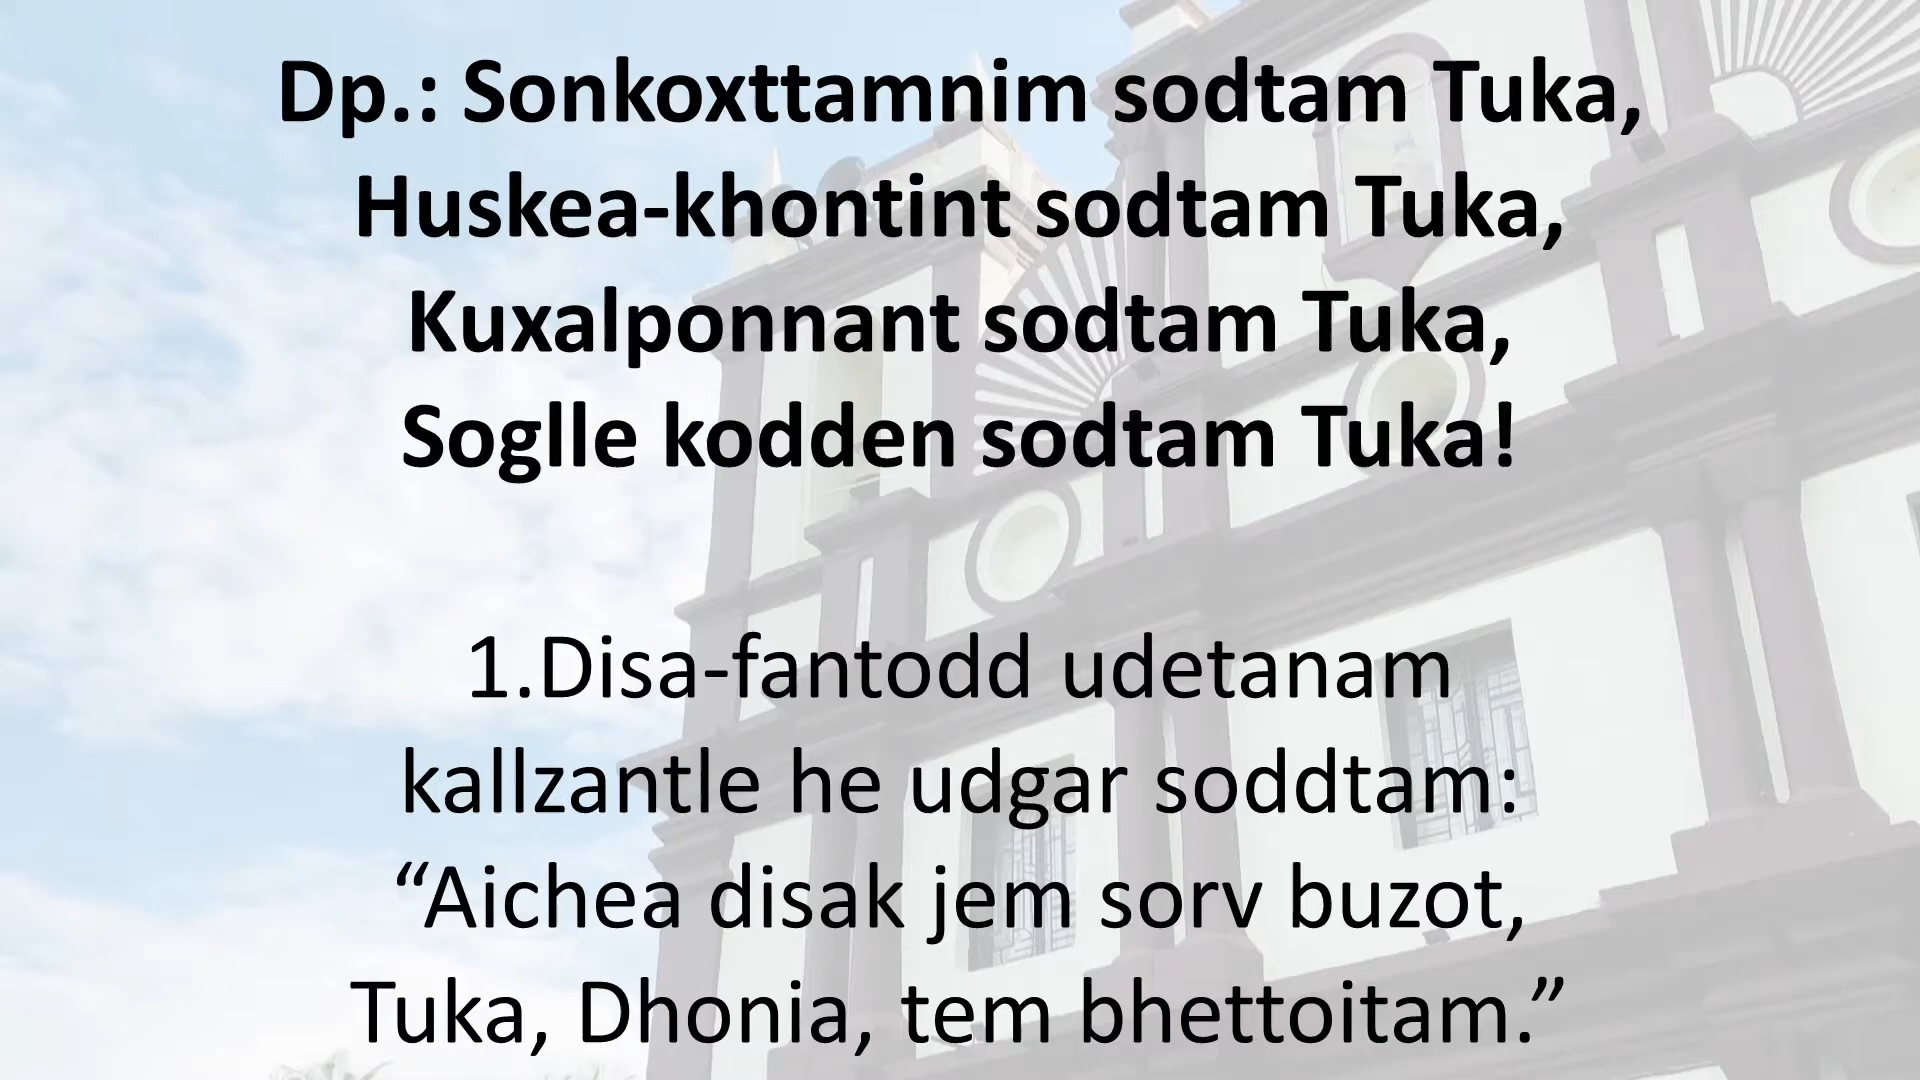 Dp.: Sonkoxttamnim sodtam Tuka,
Huskea-khontint sodtam Tuka,
Kuxalponnant sodtam Tuka,
Soglle kodden sodtam Tuka!
1.Disa-fantodd udetanam
kallzantle he udgar soddtam:
“Aichea disak jem sorv buzot,
Tuka, Dhonia, tem bhettoitam.”